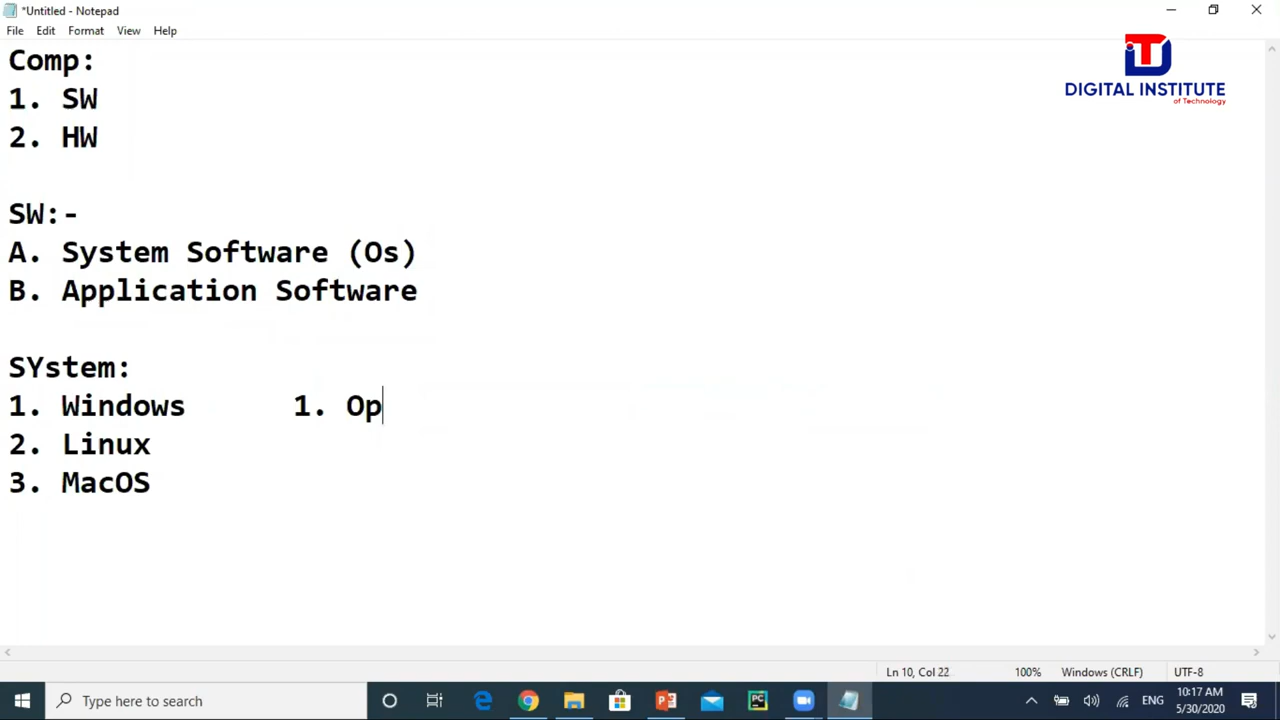 *Untitled - Notepad
File Edit Format View Help
DIGITAL INSTITUTE
of Technology
Comp:
1. SW
2. HW
SW:-
A. System Software (Os)
B. Application Software
SYstem:
1. Windows 1. Op
2. Linux
3. MacOS
Ln 10, Col 22 100% Windows (CRLF) UTF-8
Type here to search
ENG
10:17 AM
5/30/2020